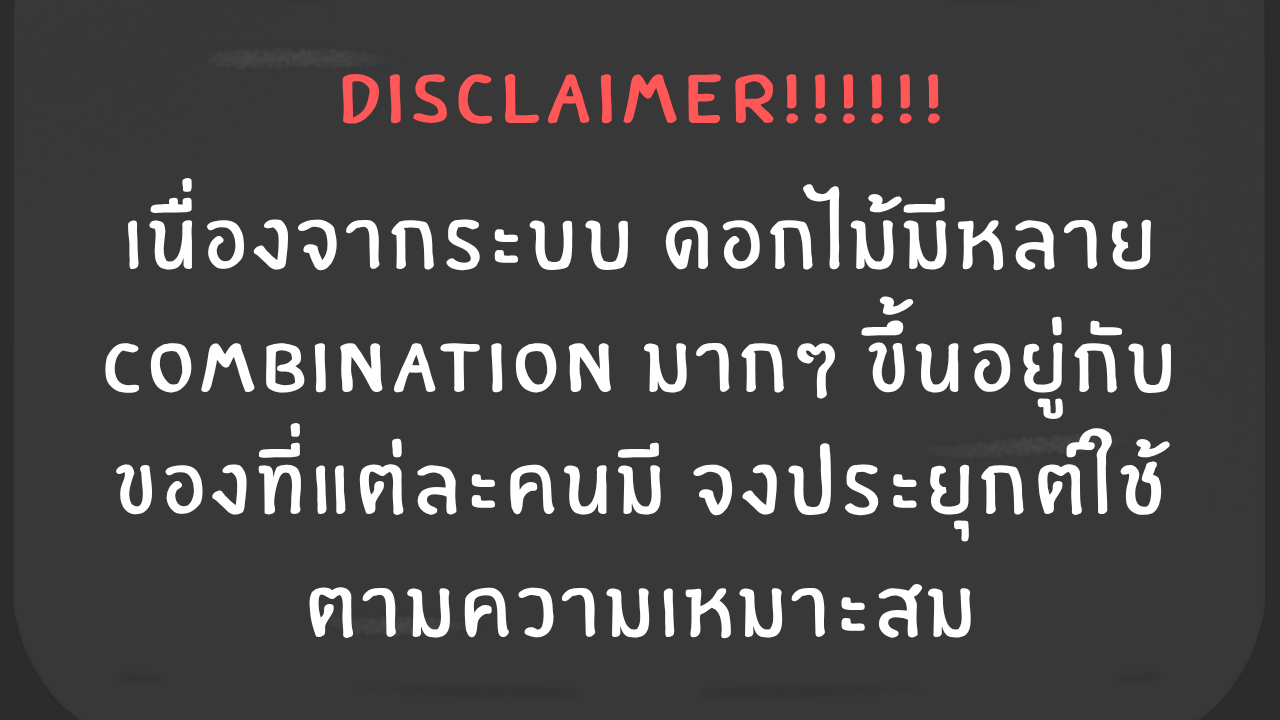 DISCLAIMER!!!!!!
เนื่องจากระบบ ดอกไม้มีหลาย
COMBINATION มากๆ ขึ้นอยู่กับ
ของที่แต่ละคนมี จงประยุกต์ใช้
ตามความเหมาะสม